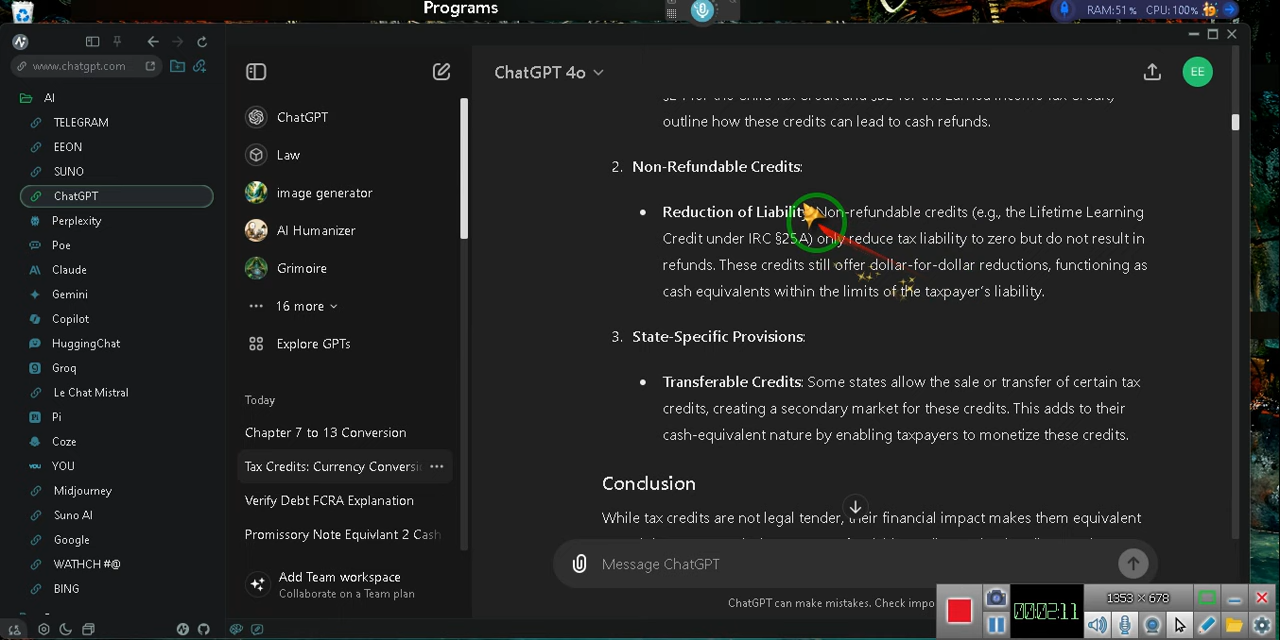 Programs
RAM:51% CPU:100% 19
www.chatgpt.com
AI
TELEGRAM
EEON
SUNO
ChatGPT
Perplexity
Poe
Claude
Gemini
Copilot
HuggingChat
Groq
Le Chat Mistral
Pi
Coze
YOU
Midjourney
Suno AI
Google
WATHCH #@
BING
ChatGPT
Law
image generator
AI Humanizer
Grimoire
16 more
Explore GPTs
Today
Chapter 7 to 13 Conversion
Tax Credits: Currency Conversi
Verify Debt FCRA Explanation
Promissory Note Equivlant 2 Cash
Add Team workspace
Collaborate on a Team plan
ChatGPT 4o
EE
outline how these credits can lead to cash refunds.
2. Non-Refundable Credits:
Reduction of Liability Non-refundable credits (e.g., the Lifetime Learning
Credit under IRC §25A) only reduce tax liability to zero but do not result in
refunds. These credits still offer dollar-for-dollar reductions, functioning as
cash equivalents within the limits of the taxpayer's liability.
3. State-Specific Provisions:
Transferable Credits: Some states allow the sale or transfer of certain tax
credits, creating a secondary market for these credits. This adds to their
cash-equivalent nature by enabling taxpayers to monetize these credits.
Conclusion
While tax credits are not legal tender, their financial impact makes them equivalent
Message ChatGPT
ChatGPT can make mistakes. Check impo
1353 × 678
00:02:11